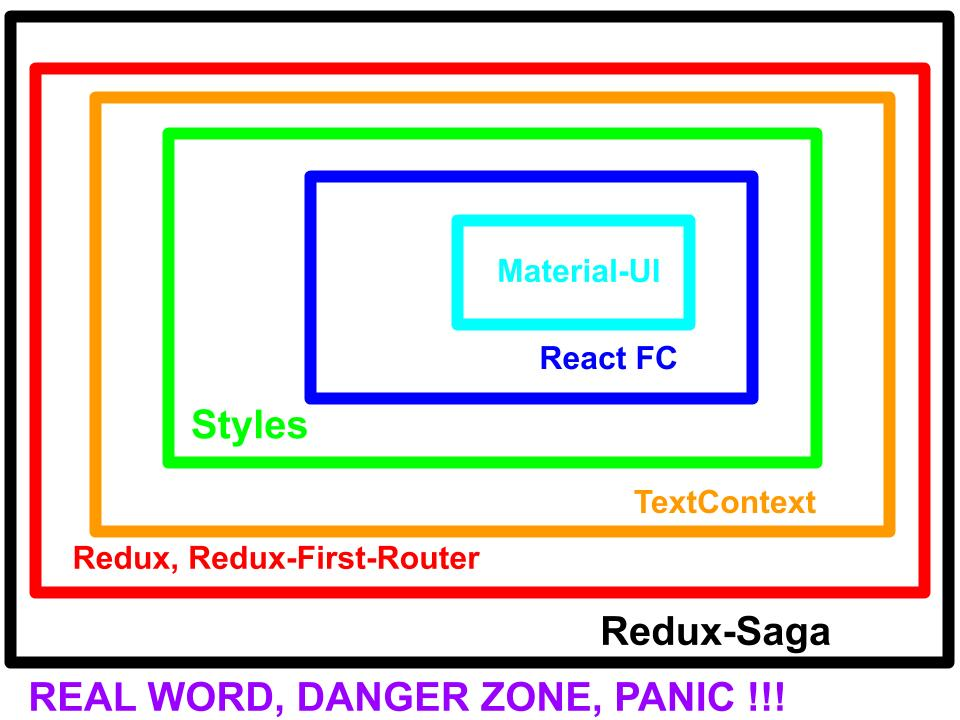 Material-UI
React FC
Styles
TextContext
Redux, Redux-First-Router
Redux-Saga
REAL WORD, DANGER ZONE, PANIC !!!